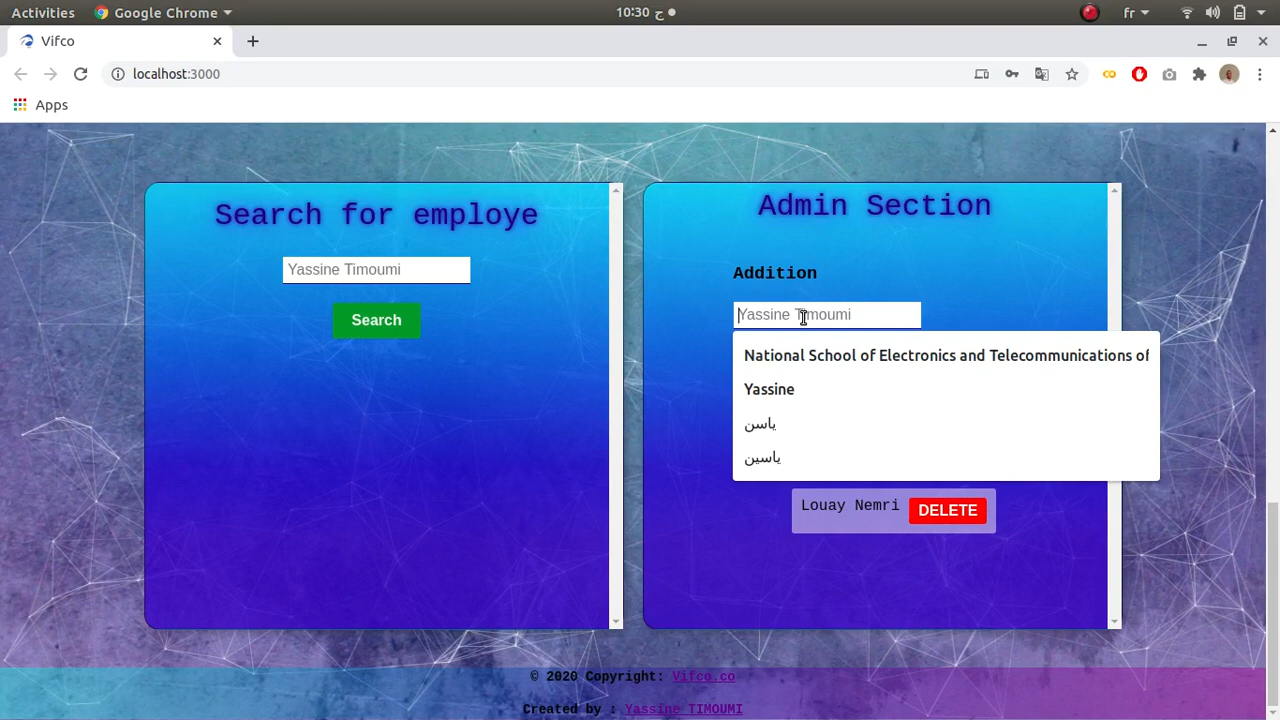 Activities
Google Chrome
10:30 ح
fr
Vifco
localhost:3000
Apps
Search for employe
Yassine Timoumi
Search
Admin Section
Addition
Yassine Timoumi
National School of Electronics and Telecommunications of
Yassine
ياسن
ياسين
Louay Nemri
DELETE
© 2020 Copyright: Vifco.co
Created by : Yassine TIMOUMI